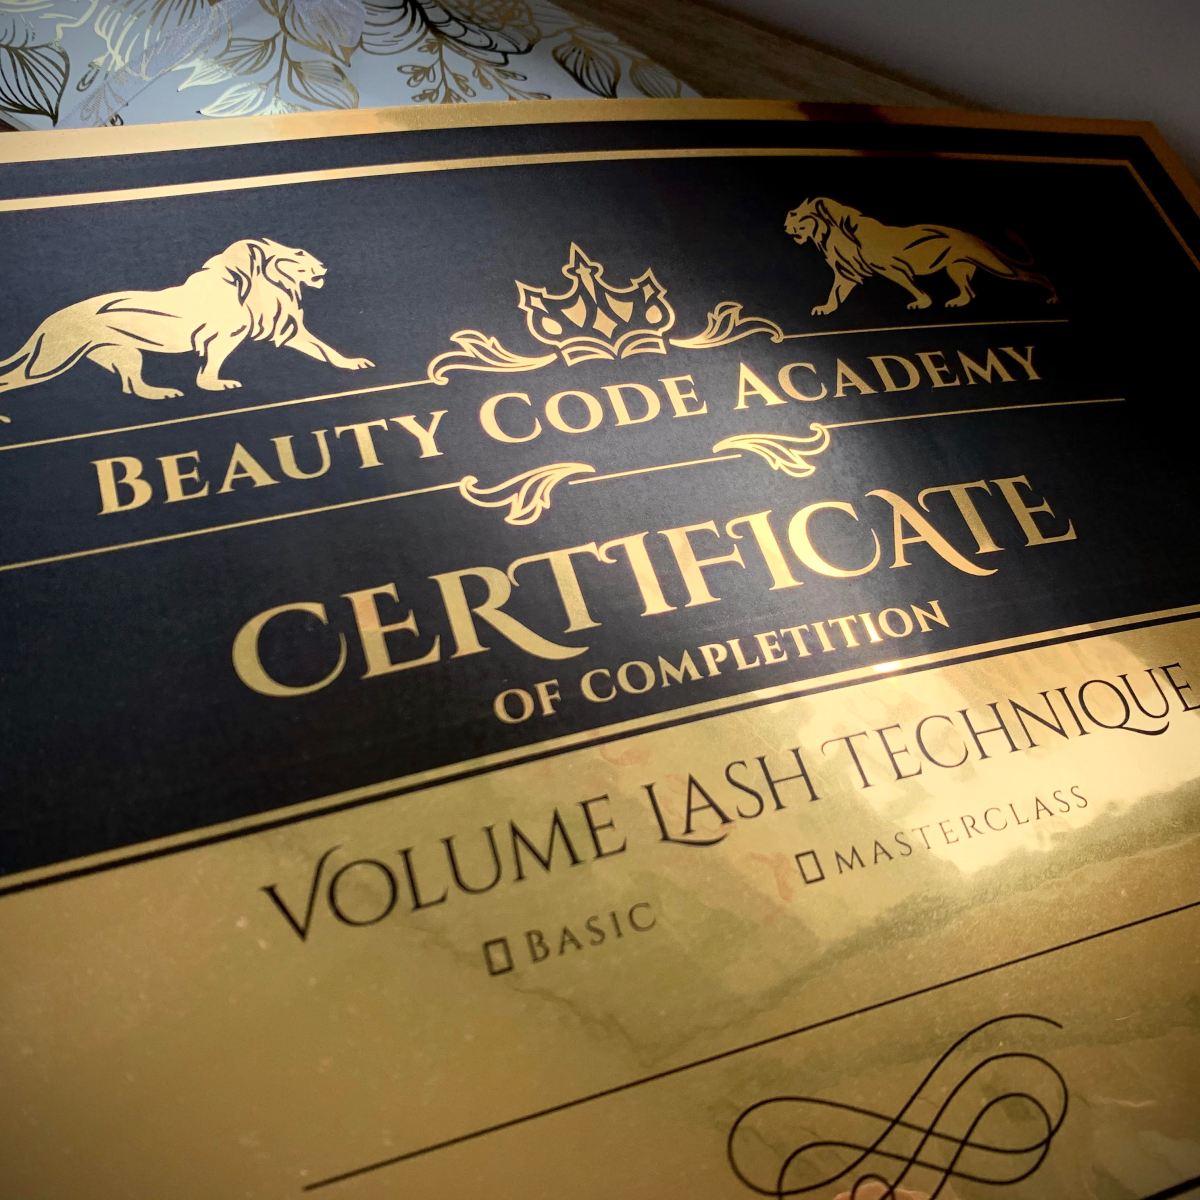 BEAUTY CODE ACADEMY
CERTIFICATE
OF COMPLETITION
VOLUME LASH TECHNIQUE
BASIC MASTERCLASS